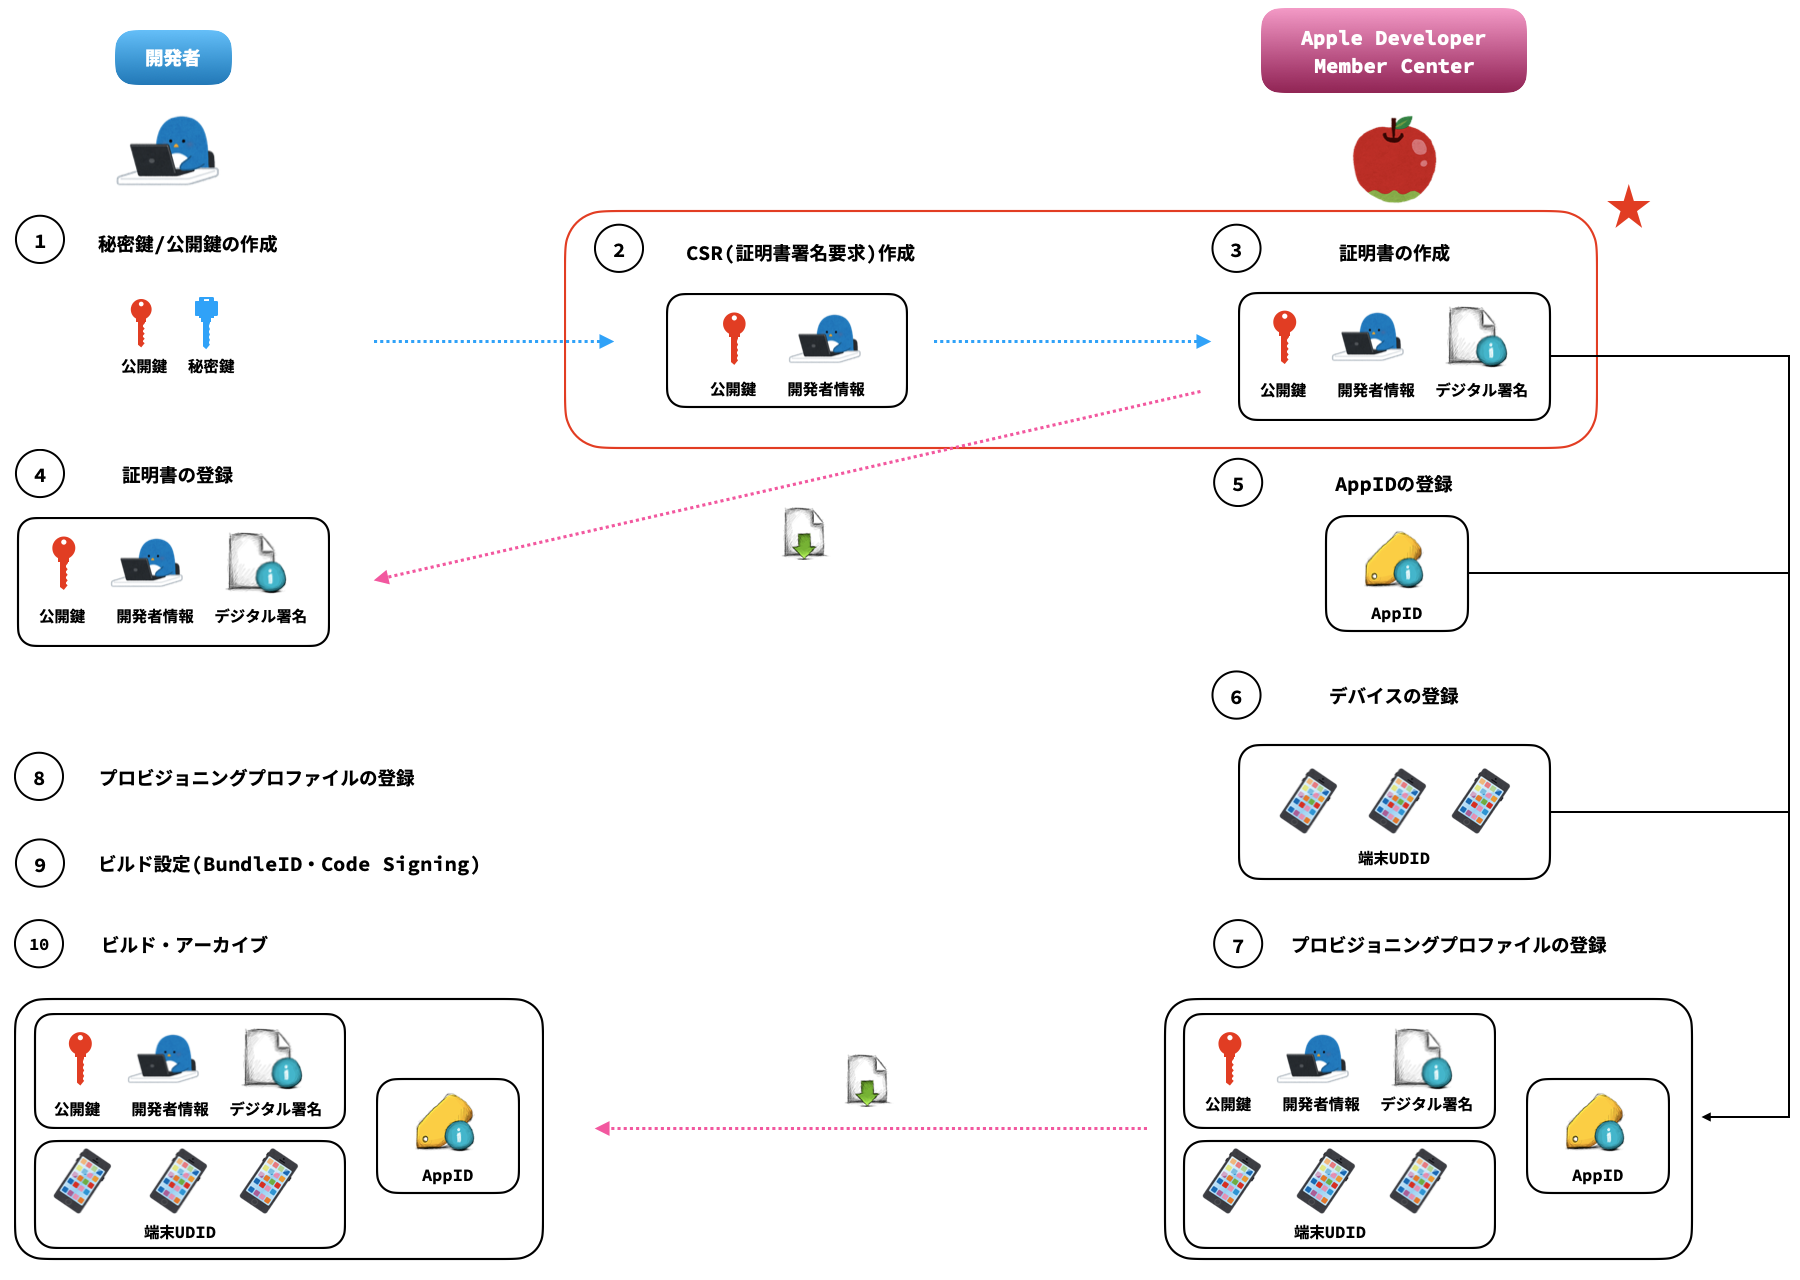 開発者
Apple Developer
Member Center
1
秘密鍵/公開鍵の作成
公開鍵
秘密鍵
2
CSR(証明書署名要求)作成
公開鍵
開発者情報
3
証明書の作成
公開鍵
開発者情報
デジタル署名
4
証明書の登録
公開鍵
開発者情報
デジタル署名
5
AppIDの登録
AppID
6
デバイスの登録
端末UDID
8
プロビジョニングプロファイルの登録
9
ビルド設定(BundleID・Code Signing)
10
ビルド・アーカイブ
公開鍵
開発者情報
デジタル署名
AppID
端末UDID
7
プロビジョニングプロファイルの登録
公開鍵
開発者情報
デジタル署名
AppID
端末UDID